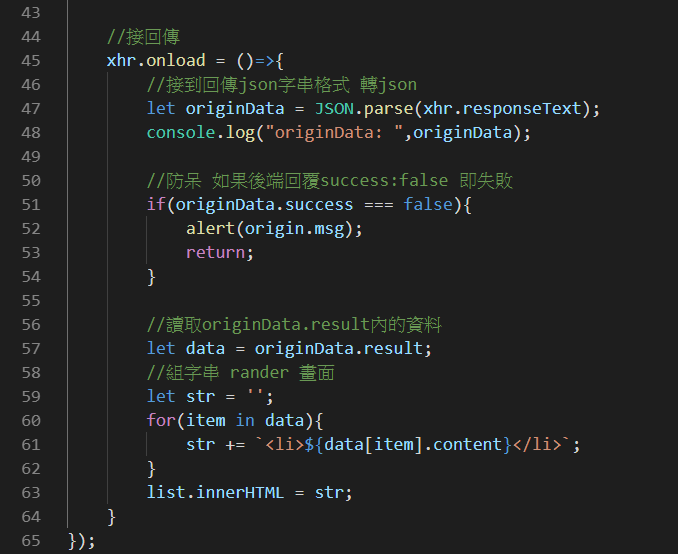 43
44 //接回傳
45 xhr.onload = ()=>{
46 //接到回傳json字串格式 轉json
47 let originData = JSON.parse(xhr.responseText);
48 console.log("originData: ",originData);
49
50 //防呆 如果後端回覆success:false 即失敗
51 if(originData.success === false){
52 alert(origin.msg);
53 return;
54 }
55
56 //讀取originData.result內的資料
57 let data = originData.result;
58 //組字串 rander 畫面
59 let str = '';
60 for(item in data){
61 str += `<li>${data[item].content}</li>`;
62 }
63 list.innerHTML = str;
64 }
65 });